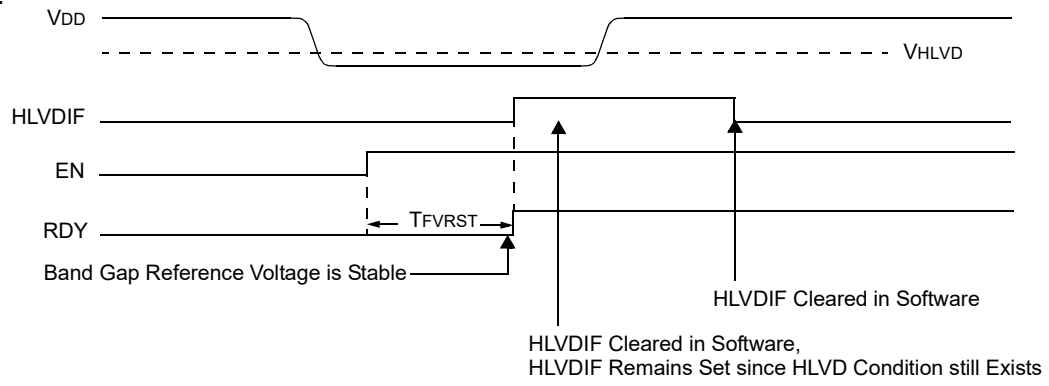 VDD
VHLVD
HLVDIF
EN
TFVRST
RDY
Band Gap Reference Voltage is Stable
HLVDIF Cleared in Software
HLVDIF Cleared in Software,
HLVDIF Remains Set since HLVD Condition still Exists